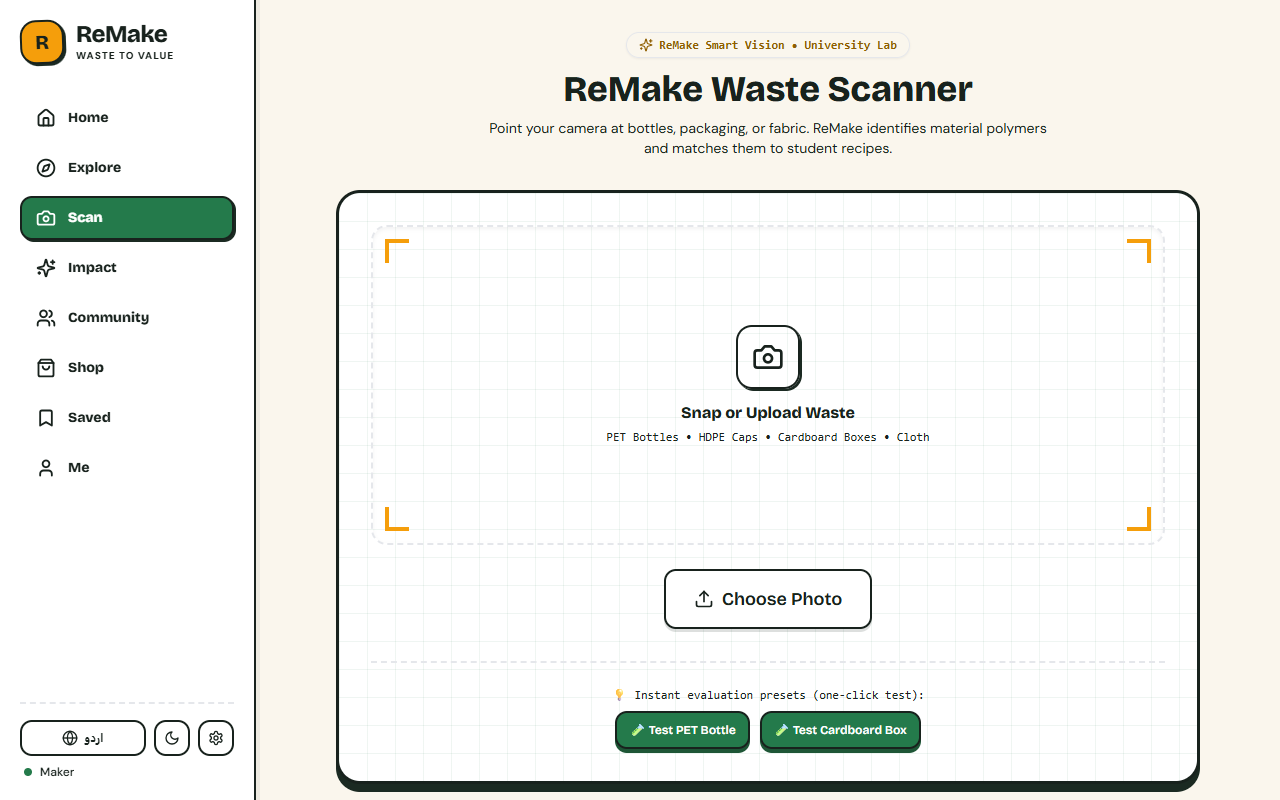 R
ReMake
WASTE TO VALUE
Home
Explore
Scan
Impact
Community
Shop
Saved
Me
اردو
Maker
ReMake Smart Vision • University Lab
ReMake Waste Scanner
Point your camera at bottles, packaging, or fabric. ReMake identifies material polymers
and matches them to student recipes.
Snap or Upload Waste
PET Bottles • HDPE Caps • Cardboard Boxes • Cloth
Choose Photo
💡 Instant evaluation presets (one-click test):
🧪 Test PET Bottle
🧪 Test Cardboard Box